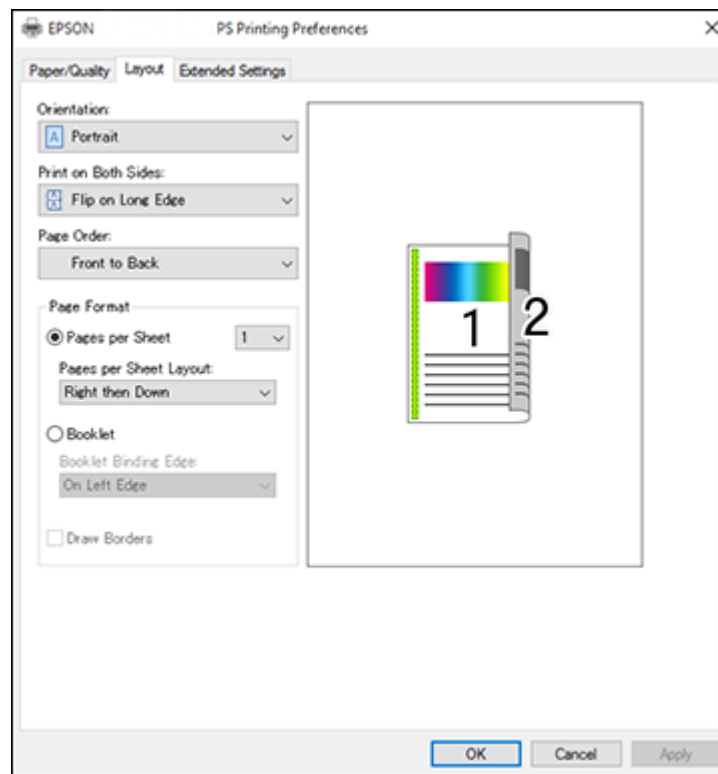 EPSON PS Printing Preferences
Paper/Quality Layout Extended Settings
Orientation:
A Portrait
Print on Both Sides:
Flip on Long Edge
Page Order:
Front to Back
Page Format
Pages per Sheet 1
Pages per Sheet Layout:
Right then Down
Booklet
Booklet Binding Edge:
On Left Edge
Draw Borders
1 2
OK Cancel Apply